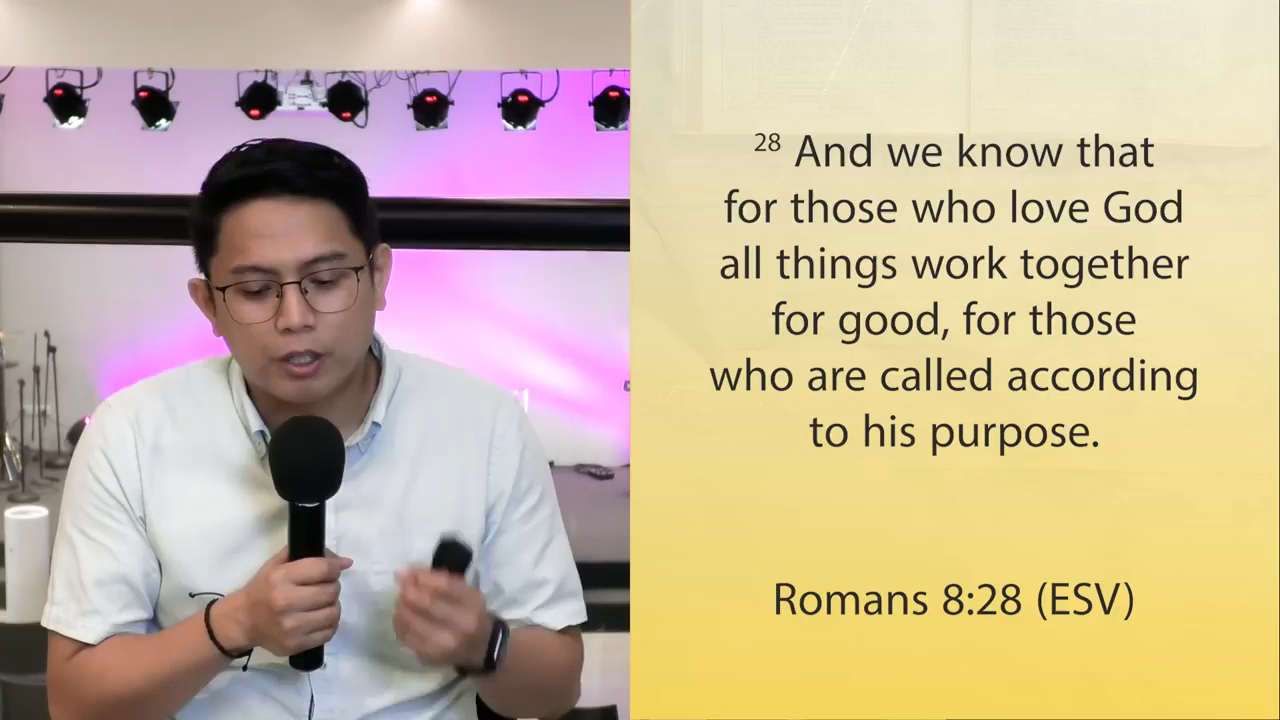 28 And we know that
for those who love God
all things work together
for good, for those
who are called according
to his purpose.
Romans 8:28 (ESV)